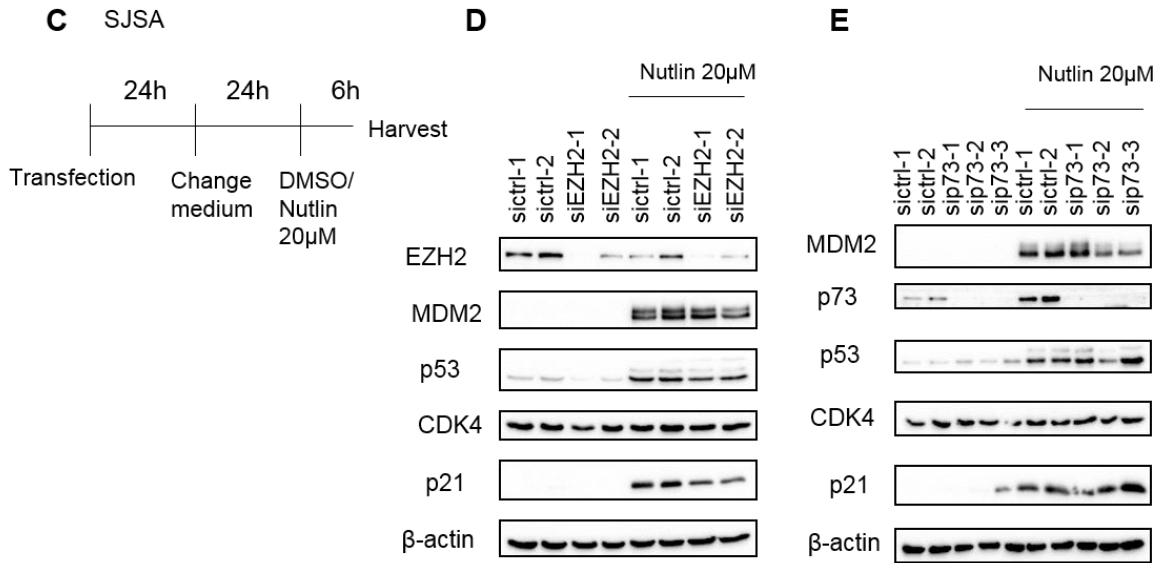 C SJSA
24h 24h 6h
Harvest
Transfection
Change medium
DMSO/
Nutlin
20µM
D
Nutlin 20µM
sictrl-1
sictrl-2
siEZH2-1
siEZH2-2
sictrl-1
sictrl-2
siEZH2-1
siEZH2-2
EZH2
MDM2
p53
CDK4
p21
β-actin
E
Nutlin 20µM
sictrl-1
sictrl-2
sip73-1
sip73-2
sip73-3
sictrl-1
sictrl-2
sip73-1
sip73-2
sip73-3
MDM2
p73
p53
CDK4
p21
β-actin